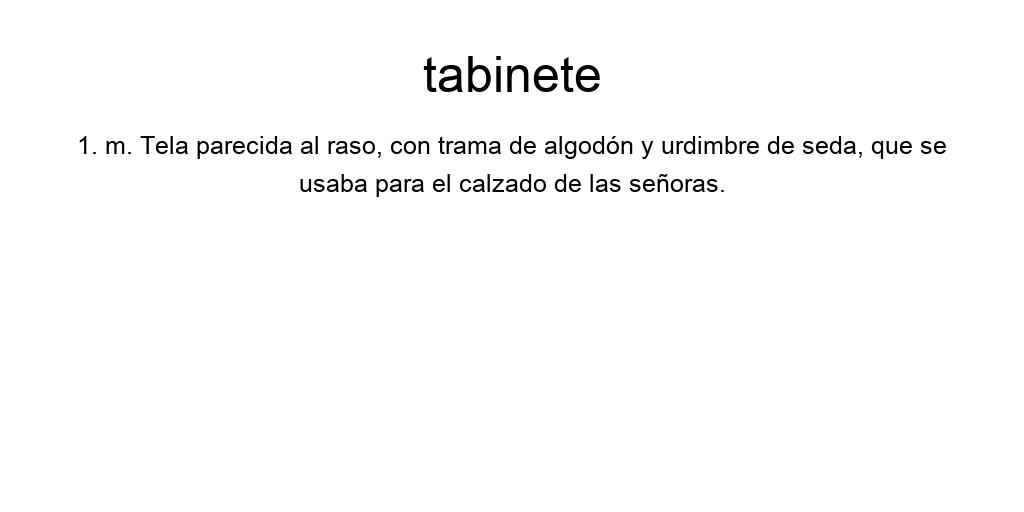 tabinete
1. m. Tela parecida al raso, con trama de algodón y urdimbre de seda, que se
usaba para el calzado de las señoras.